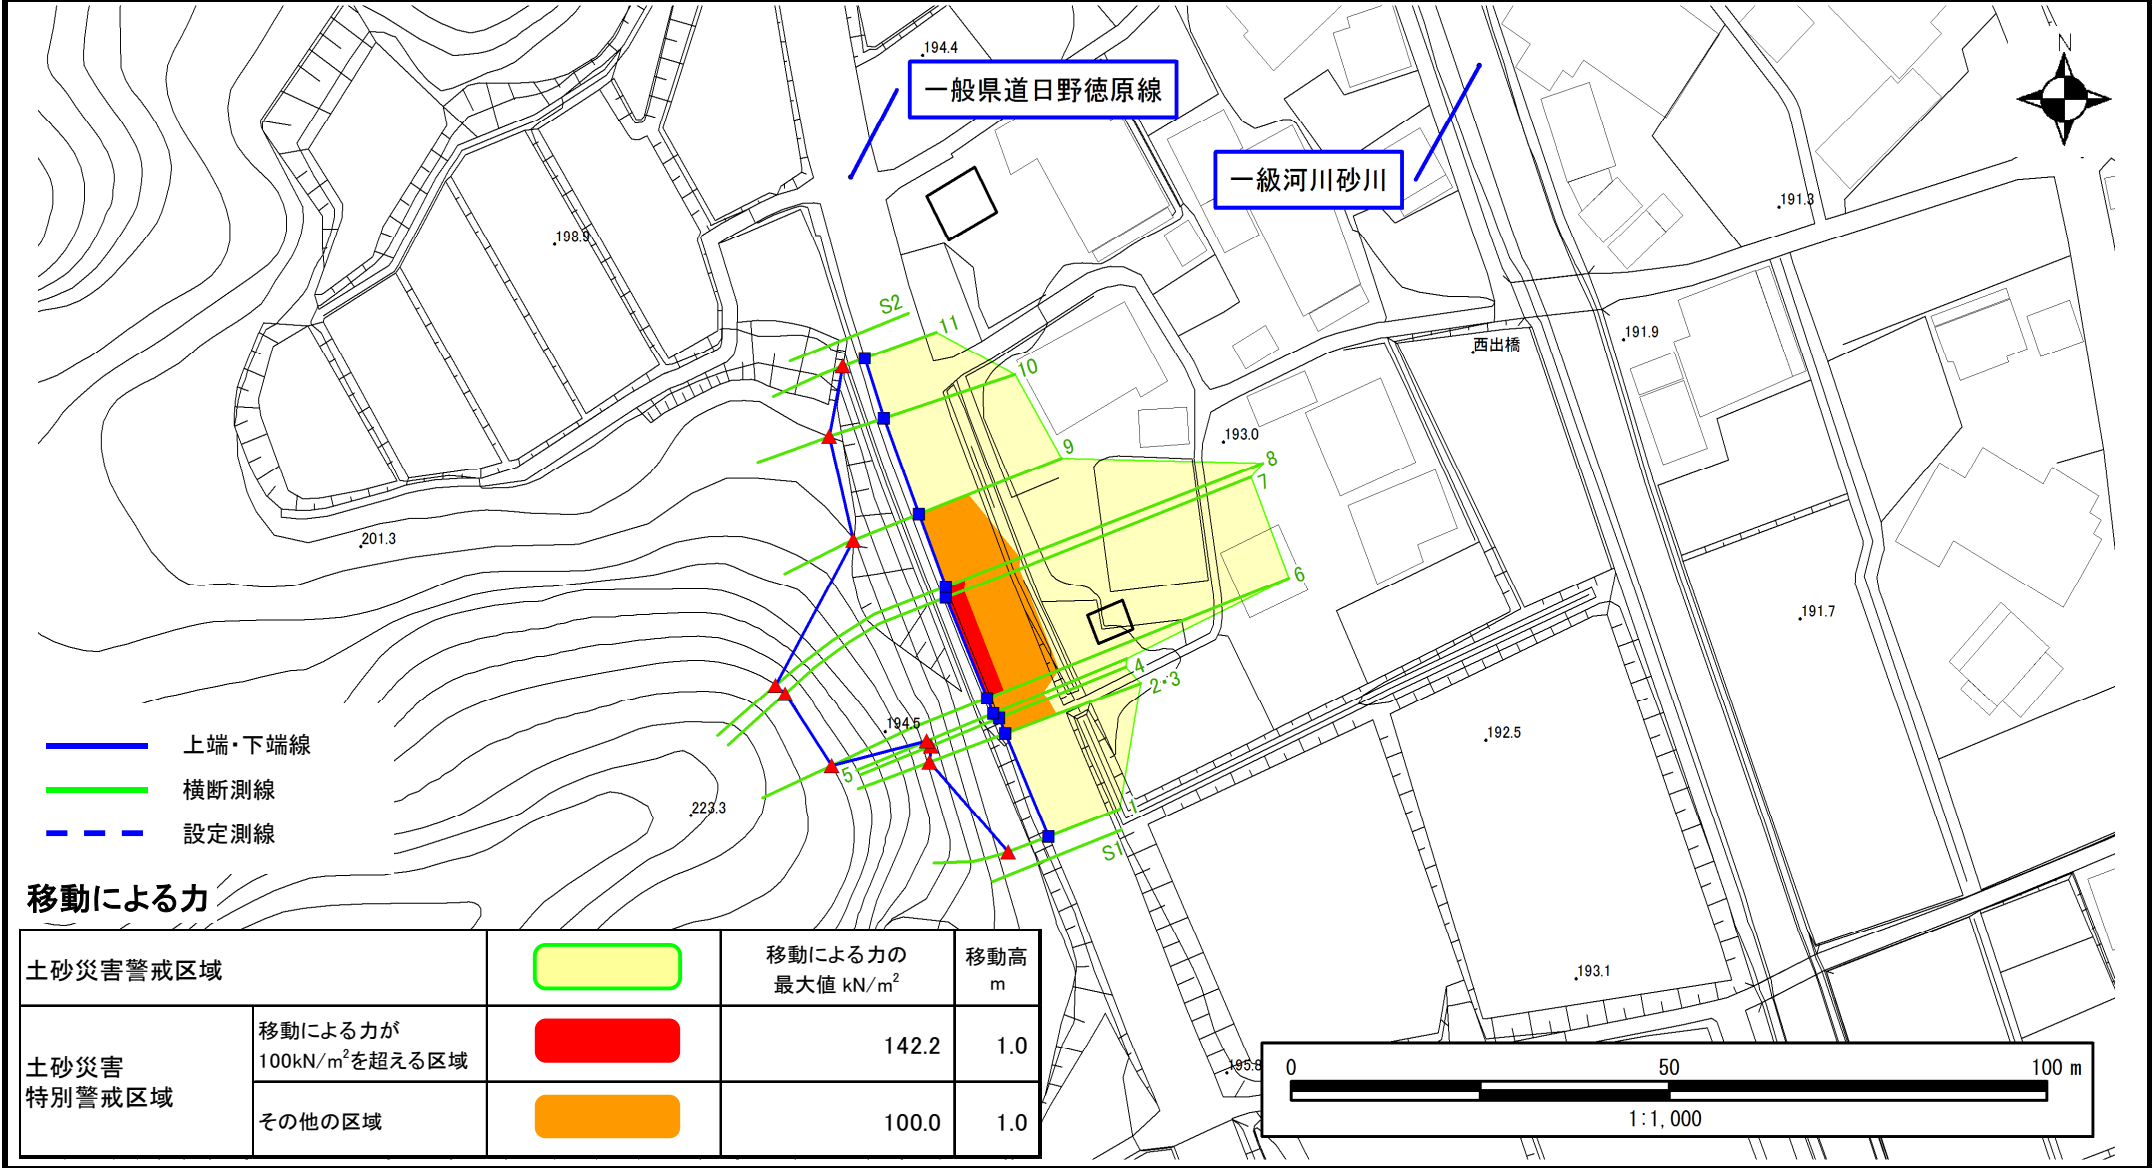 194.4
一般県道日野徳原線
N
一級河川砂川
191.3
198.9
S2
11
191.9
西出橋
10
193.0
9
8
7
201.3
6
191.7
4
2・3
194.5
192.5
5
223.3
1
S1
上端・下端線
横断測線
設定測線
移動による力
土砂災害警戒区域
移動による力の
最大値 kN/m²
移動高
m
土砂災害
特別警戒区域
移動による力が
100kN/m²を超える区域
142.2
1.0
その他の区域
100.0
1.0
193.1
195.8
0 50 100 m
1:1,000